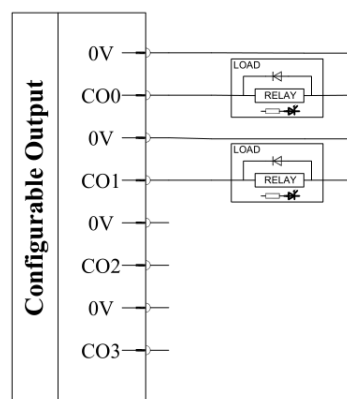 Configurable Output
0V
LOAD
CO0
RELAY
0V
LOAD
CO1
RELAY
0V
CO2
0V
CO3